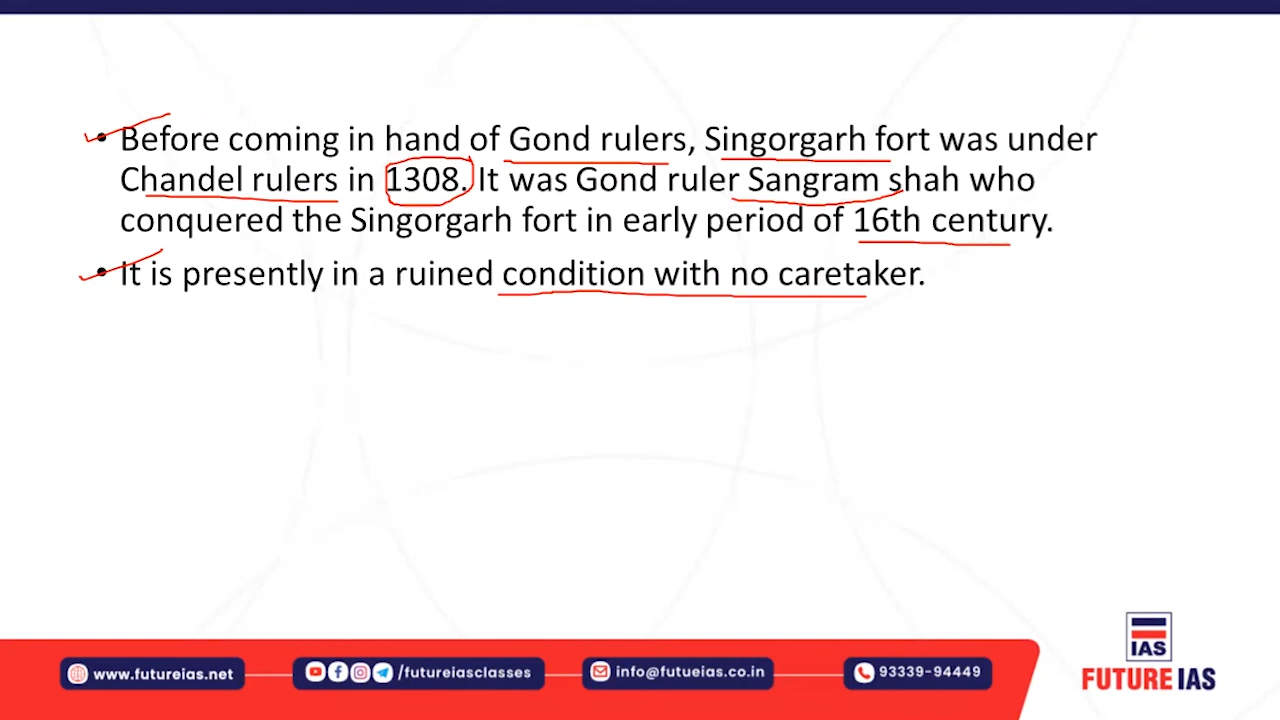 • Before coming in hand of Gond rulers, Singorgarh fort was under
Chandel rulers in 1308. It was Gond ruler Sangram shah who
conquered the Singorgarh fort in early period of 16th century.
• It is presently in a ruined condition with no caretaker.
IAS
www.futureias.net
/futureiasclasses
info@futueias.co.in
93339-94449
FUTURE IAS